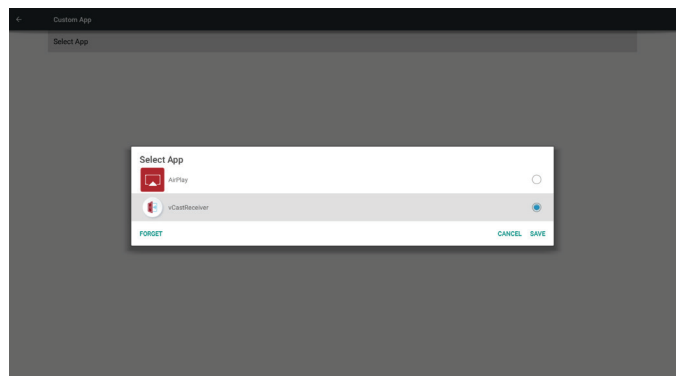 Custom App
Select App
Select App
AirPlay
vCastReceiver
FORGET CANCEL SAVE